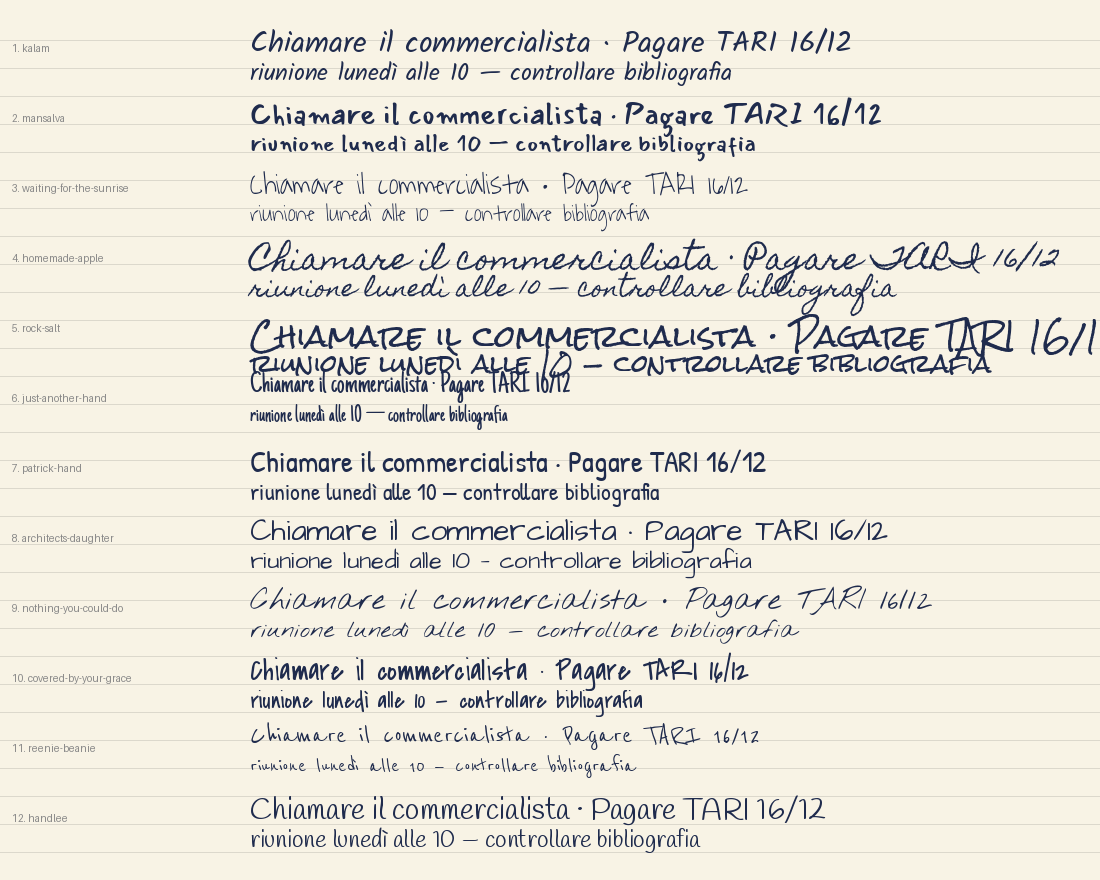 1. kalam
Chiamare il commercialista · Pagare TARI 16/12
riunione lunedì alle 10 — controllare bibliografia
2. mansalva
Chiamare il commercialista · Pagare TARI 16/12
riunione lunedì alle 10 — controllare bibliografia
3. waiting-for-the-sunrise
Chiamare il commercialista · Pagare TARI 16/12
riunione lunedì alle 10 — controllare bibliografia
4. homemade-apple
Chiamare il commercialista · Pagare TARI 16/12
riunione lunedì alle 10 — controllare bibliografia
5. rock-salt
Chiamare il commercialista · Pagare TARI 16/1
riunione lunedì alle 10 — controllare bibliografia
6. just-another-hand
Chiamare il commercialista · Pagare TARI 16/12
riunione lunedì alle 10 — controllare bibliografia
7. patrick-hand
Chiamare il commercialista · Pagare TARI 16/12
riunione lunedì alle 10 — controllare bibliografia
8. architects-daughter
Chiamare il commercialista · Pagare TARI 16/12
riunione lunedì alle 10 - controllare bibliografia
9. nothing-you-could-do
Chiamare il commercialista · Pagare TARI 16/12
riunione lunedì alle 10 — controllare bibliografia
10. covered-by-your-grace
Chiamare il commercialista · Pagare TARI 16/12
riunione lunedì alle 10 – controllare bibliografia
11. reenie-beanie
Chiamare il commercialista · Pagare TARI 16/12
riunione lunedì alle 10 – controllare bibliografia
12. handlee
Chiamare il commercialista · Pagare TARI 16/12
riunione lunedì alle 10 — controllare bibliografia